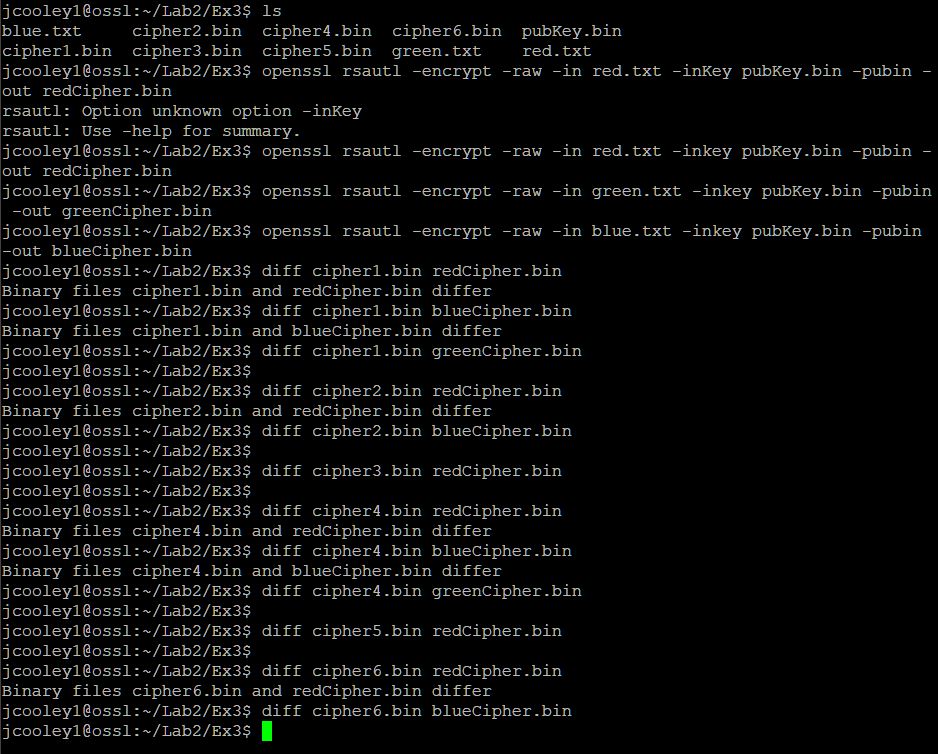 jcooley1@ossl:~/Lab2/Ex3$ ls
blue.txt     cipher2.bin  cipher4.bin  cipher6.bin  pubKey.bin
cipher1.bin  cipher3.bin  cipher5.bin  green.txt    red.txt
jcooley1@ossl:~/Lab2/Ex3$ openssl rsautl -encrypt -raw -in red.txt -inKey pubKey.bin -pubin -
out redCipher.bin
rsautl: Option unknown option -inKey
rsautl: Use -help for summary.
jcooley1@ossl:~/Lab2/Ex3$ openssl rsautl -encrypt -raw -in red.txt -inkey pubKey.bin -pubin -
out redCipher.bin
jcooley1@ossl:~/Lab2/Ex3$ openssl rsautl -encrypt -raw -in green.txt -inkey pubKey.bin -pubin
 -out greenCipher.bin
jcooley1@ossl:~/Lab2/Ex3$ openssl rsautl -encrypt -raw -in blue.txt -inkey pubKey.bin -pubin
-out blueCipher.bin
jcooley1@ossl:~/Lab2/Ex3$ diff cipher1.bin redCipher.bin
Binary files cipher1.bin and redCipher.bin differ
jcooley1@ossl:~/Lab2/Ex3$ diff cipher1.bin blueCipher.bin
Binary files cipher1.bin and blueCipher.bin differ
jcooley1@ossl:~/Lab2/Ex3$ diff cipher1.bin greenCipher.bin
jcooley1@ossl:~/Lab2/Ex3$
jcooley1@ossl:~/Lab2/Ex3$ diff cipher2.bin redCipher.bin
Binary files cipher2.bin and redCipher.bin differ
jcooley1@ossl:~/Lab2/Ex3$ diff cipher2.bin blueCipher.bin
jcooley1@ossl:~/Lab2/Ex3$
jcooley1@ossl:~/Lab2/Ex3$ diff cipher3.bin redCipher.bin
jcooley1@ossl:~/Lab2/Ex3$
jcooley1@ossl:~/Lab2/Ex3$ diff cipher4.bin redCipher.bin
Binary files cipher4.bin and redCipher.bin differ
jcooley1@ossl:~/Lab2/Ex3$ diff cipher4.bin blueCipher.bin
Binary files cipher4.bin and blueCipher.bin differ
jcooley1@ossl:~/Lab2/Ex3$ diff cipher4.bin greenCipher.bin
jcooley1@ossl:~/Lab2/Ex3$
jcooley1@ossl:~/Lab2/Ex3$ diff cipher5.bin redCipher.bin
jcooley1@ossl:~/Lab2/Ex3$
jcooley1@ossl:~/Lab2/Ex3$ diff cipher6.bin redCipher.bin
Binary files cipher6.bin and redCipher.bin differ
jcooley1@ossl:~/Lab2/Ex3$ diff cipher6.bin blueCipher.bin
jcooley1@ossl:~/Lab2/Ex3$